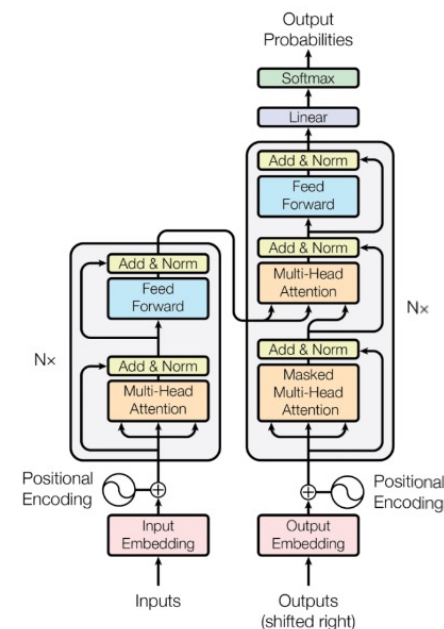 Output
Probabilities
Softmax
Linear
Add & Norm
Feed
Forward
Add & Norm
Multi-Head
Attention
Add & Norm
Masked
Multi-Head
Attention
N×
Add & Norm
Feed
Forward
Add & Norm
Multi-Head
Attention
N×
Positional
Encoding
Positional
Encoding
Input
Embedding
Output
Embedding
Inputs
Outputs
(shifted right)